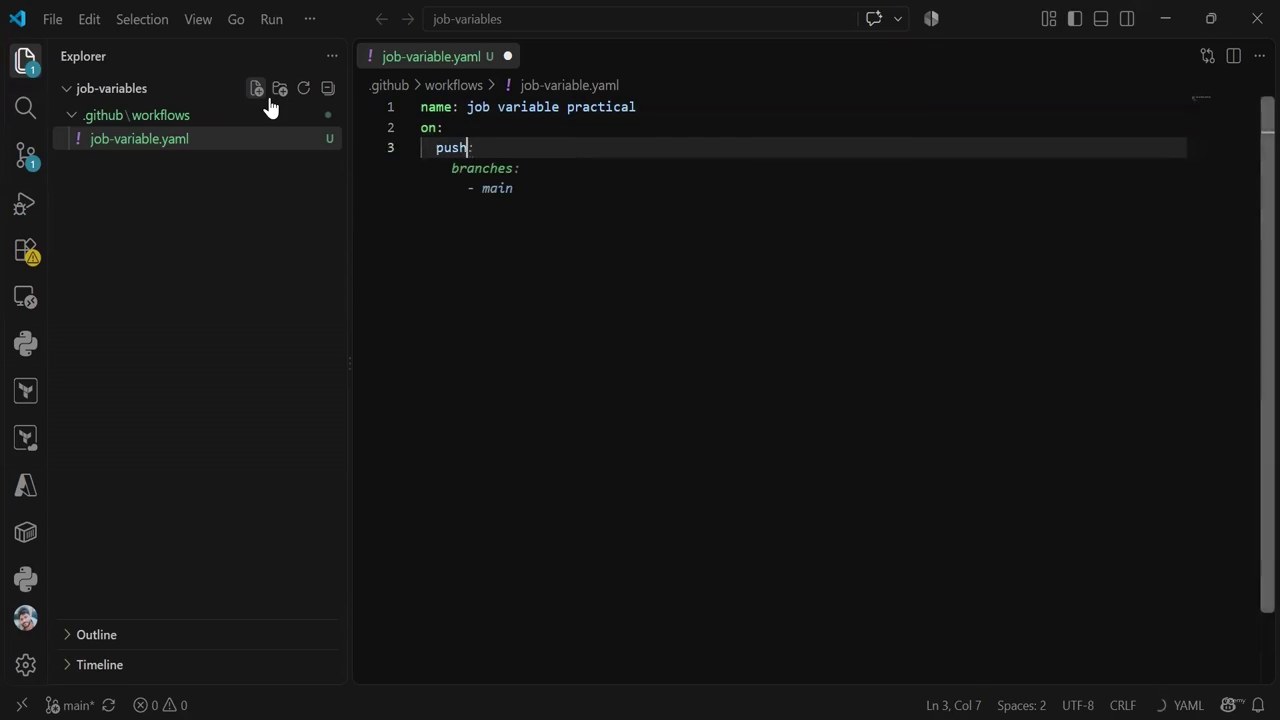 File Edit Selection View Go Run ··· job-variables
Explorer ···
job-variables
.github\workflows
! job-variable.yaml U
1
1
! job-variable.yaml U
.github > workflows > ! job-variable.yaml
1 name: job variable practical
2 on:
3 push:
branches:
- main
Outline
Timeline
main* 0 0 Ln 3, Col 7 Spaces: 2 UTF-8 CRLF YAML